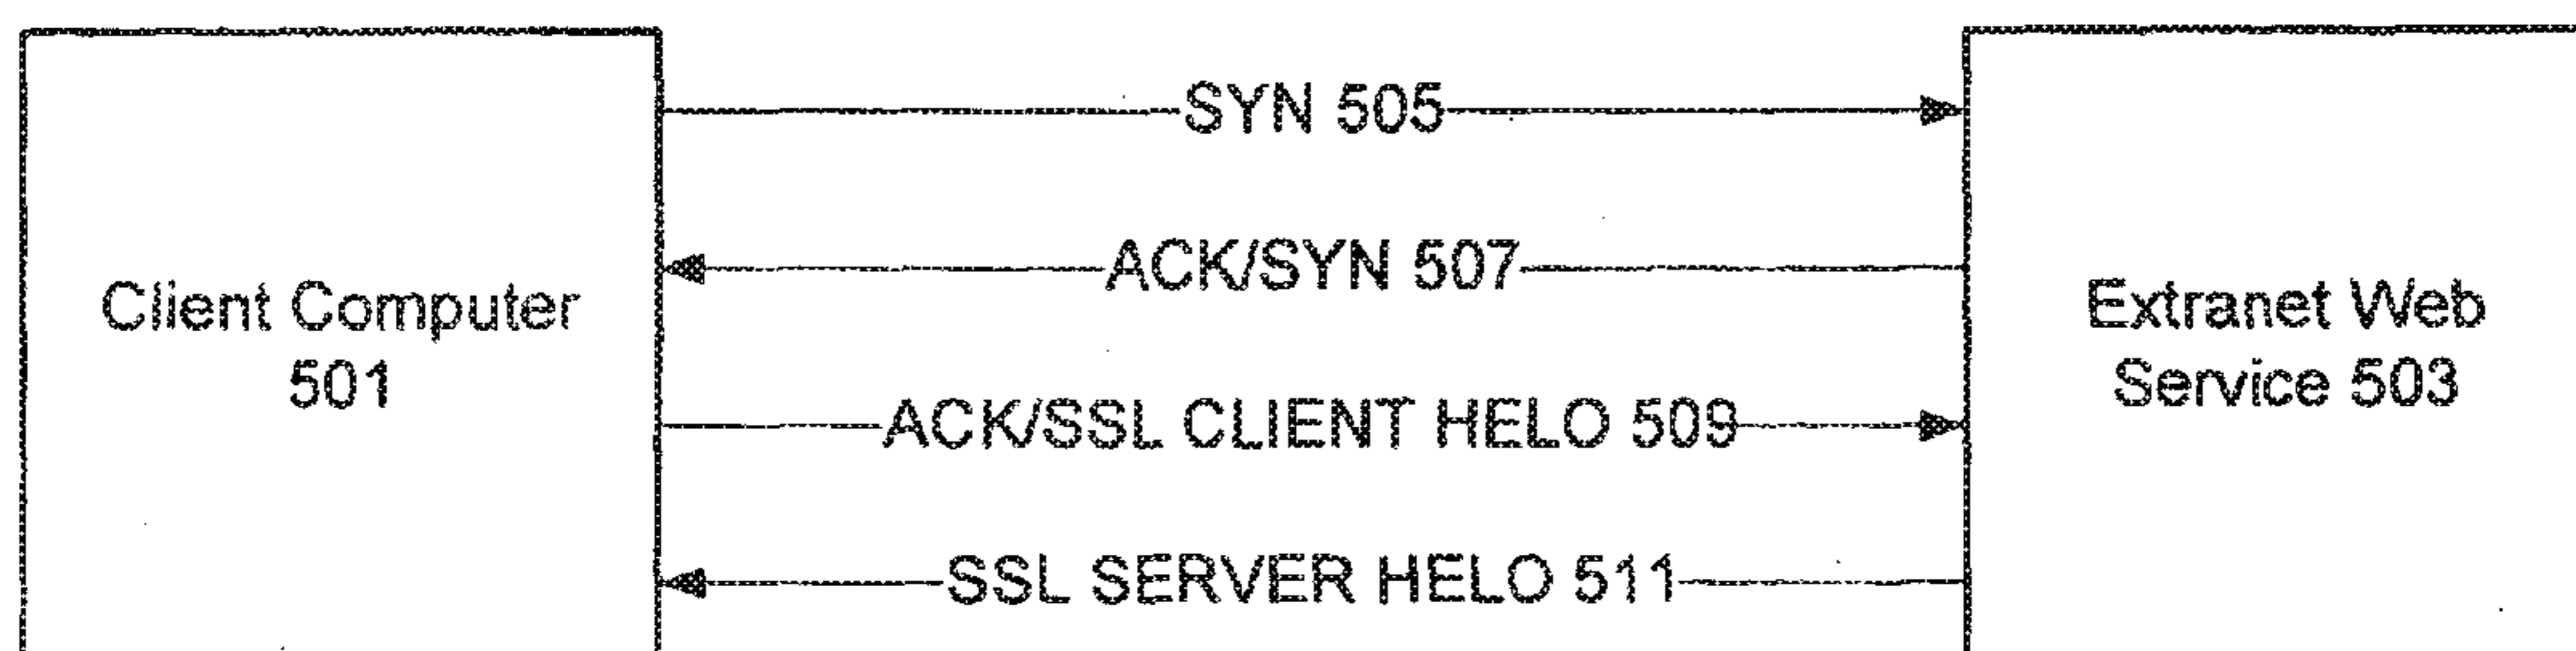 SYN 505
ACK/SYN 507
Client Computer
501
Extranet Web
Service 503
ACK/SSL CLIENT HELO 509
SSL SERVER HELO 511